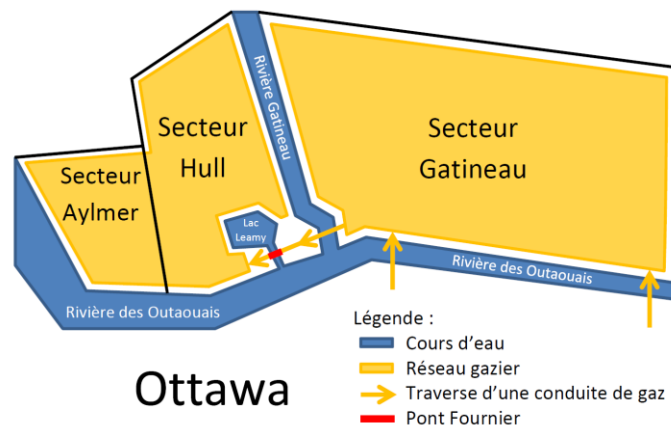 Rivière Gatineau
Secteur
Hull
Secteur
Gatineau
Secteur
Aylmer
Lac
Leamy
Rivière des Outaouais
Rivière des Outaouais
Ottawa
Légende :
Cours d'eau
Réseau gazier
Traverse d'une conduite de gaz
Pont Fournier